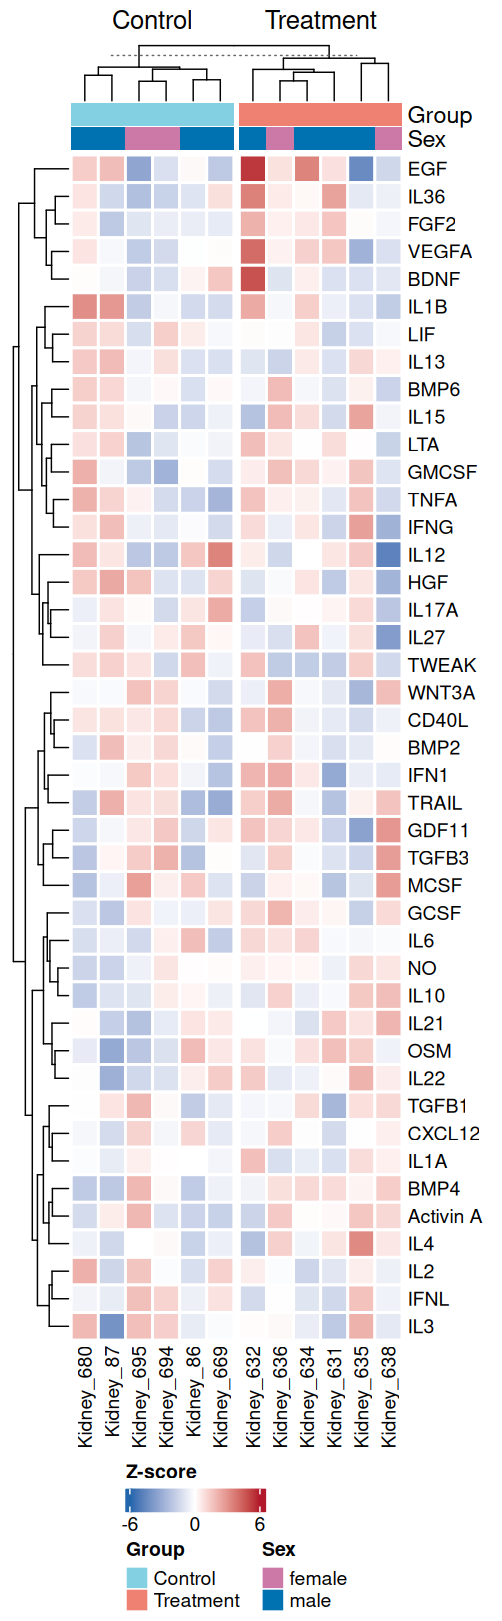 Control Treatment
Group
Sex
EGF
IL36
FGF2
VEGFA
BDNF
IL1B
LIF
IL13
BMP6
IL15
LTA
GMCSF
TNFA
IFNG
IL12
HGF
IL17A
IL27
TWEAK
WNT3A
CD40L
BMP2
IFN1
TRAIL
GDF11
TGFB3
MCSF
GCSF
IL6
NO
IL10
IL21
OSM
IL22
TGFB1
CXCL12
IL1A
BMP4
Activin A
IL4
IL2
IFNL
IL3
Kidney_680
Kidney_87
Kidney_695
Kidney_694
Kidney_86
Kidney_669
Kidney_632
Kidney_636
Kidney_634
Kidney_631
Kidney_635
Kidney_638
Z-score
-6 0 6
Group Sex
Control female
Treatment male